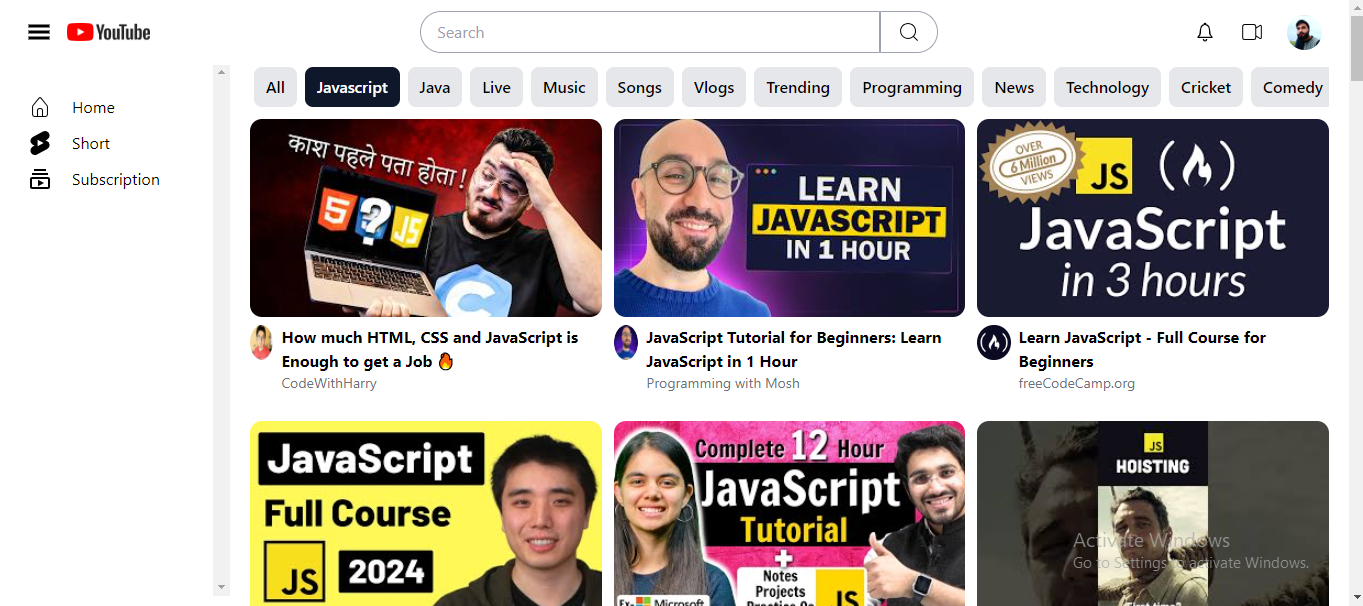 YouTube
Search
Home
Short
Subscription
All
Javascript
Java
Live
Music
Songs
Vlogs
Trending
Programming
News
Technology
Cricket
Comedy
काश पहले पता होता !
5 ? JS
C
LEARN
JAVASCRIPT
IN 1 HOUR
OVER
6 Million
VIEWS
JS
JavaScript
in 3 hours
How much HTML, CSS and JavaScript is
Enough to get a Job 🔥
CodeWithHarry
JavaScript Tutorial for Beginners: Learn
JavaScript in 1 Hour
Programming with Mosh
Learn JavaScript - Full Course for
Beginners
freeCodeCamp.org
JavaScript
Full Course
JS
2024
Complete 12 Hour
JavaScript
Tutorial
+
Notes
Projects
Ex-Microsoft
JS
JS
HOISTING
First time?
Activate Windows
Go to Settings to activate Windows.